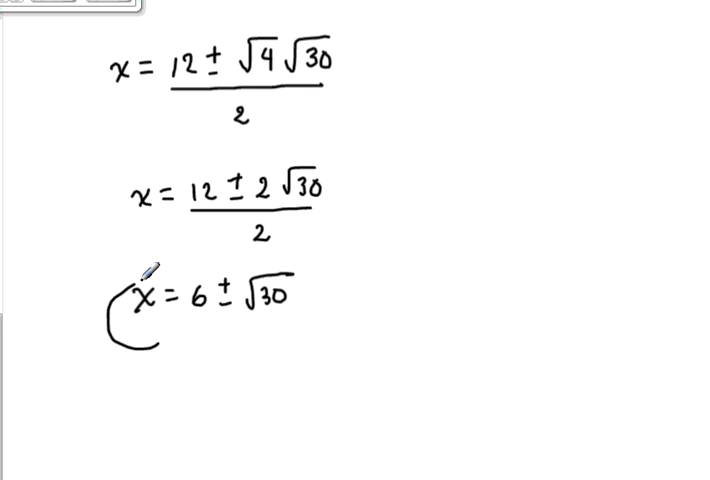 x = 12 ± √4 √30
2
x = 12 ± 2 √30
2
x = 6 ± √30